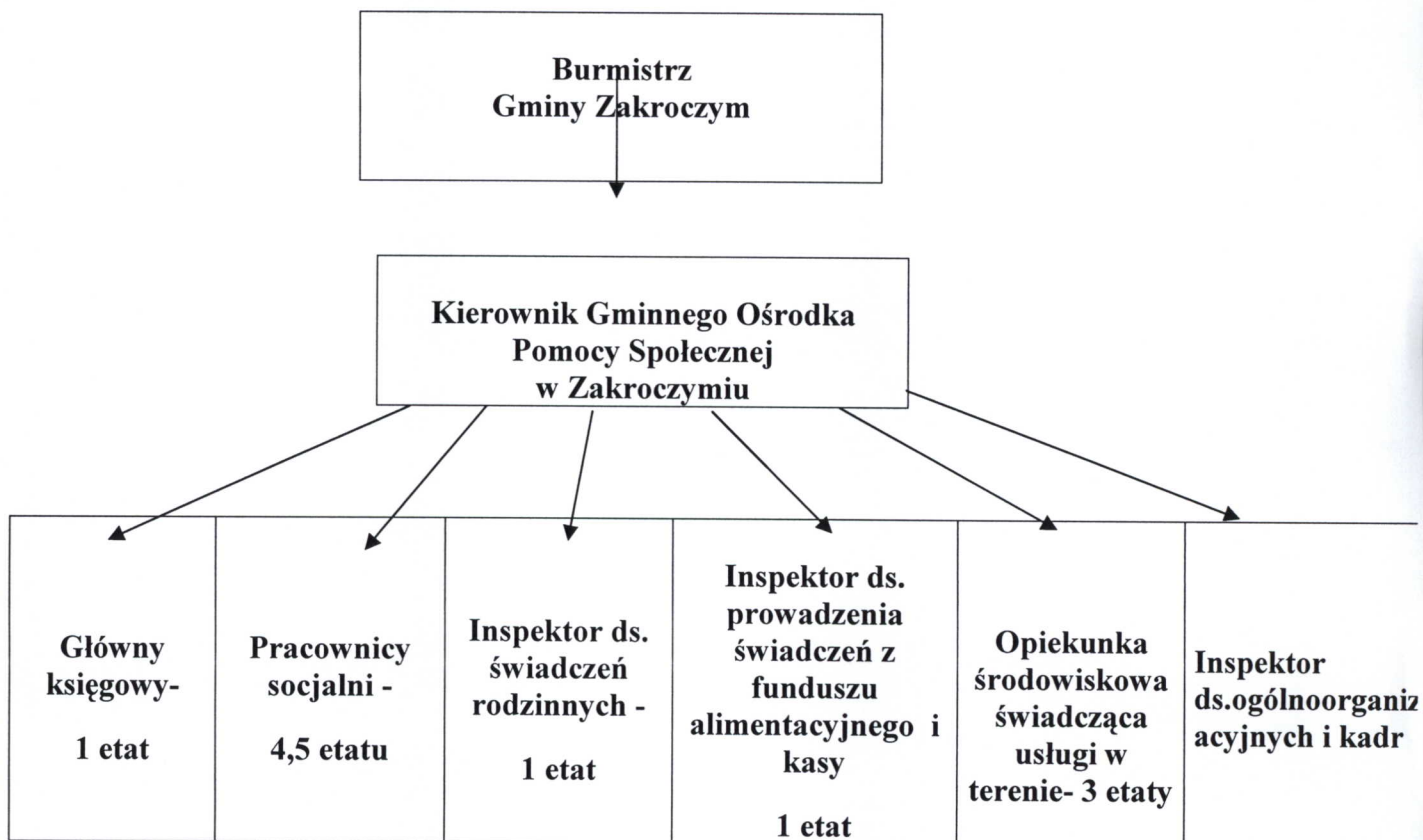 Burmistrz
Gminy Zakroczym
Kierownik Gminnego Ośrodka
Pomocy Społecznej
w Zakroczymiu
Główny
księgowy-
1 etat
Pracownicy
socjalni -
4,5 etatu
Inspektor ds.
świadczeń
rodzinnych -
1 etat
Inspektor ds.
prowadzenia
świadczeń z
funduszu
alimentacyjnego i
kasy
1 etat
Opiekunka
środowiskowa
świadcząca
usługi w
terenie- 3 etaty
Inspektor
ds.ogólnoorganiz
acyjnych i kadr